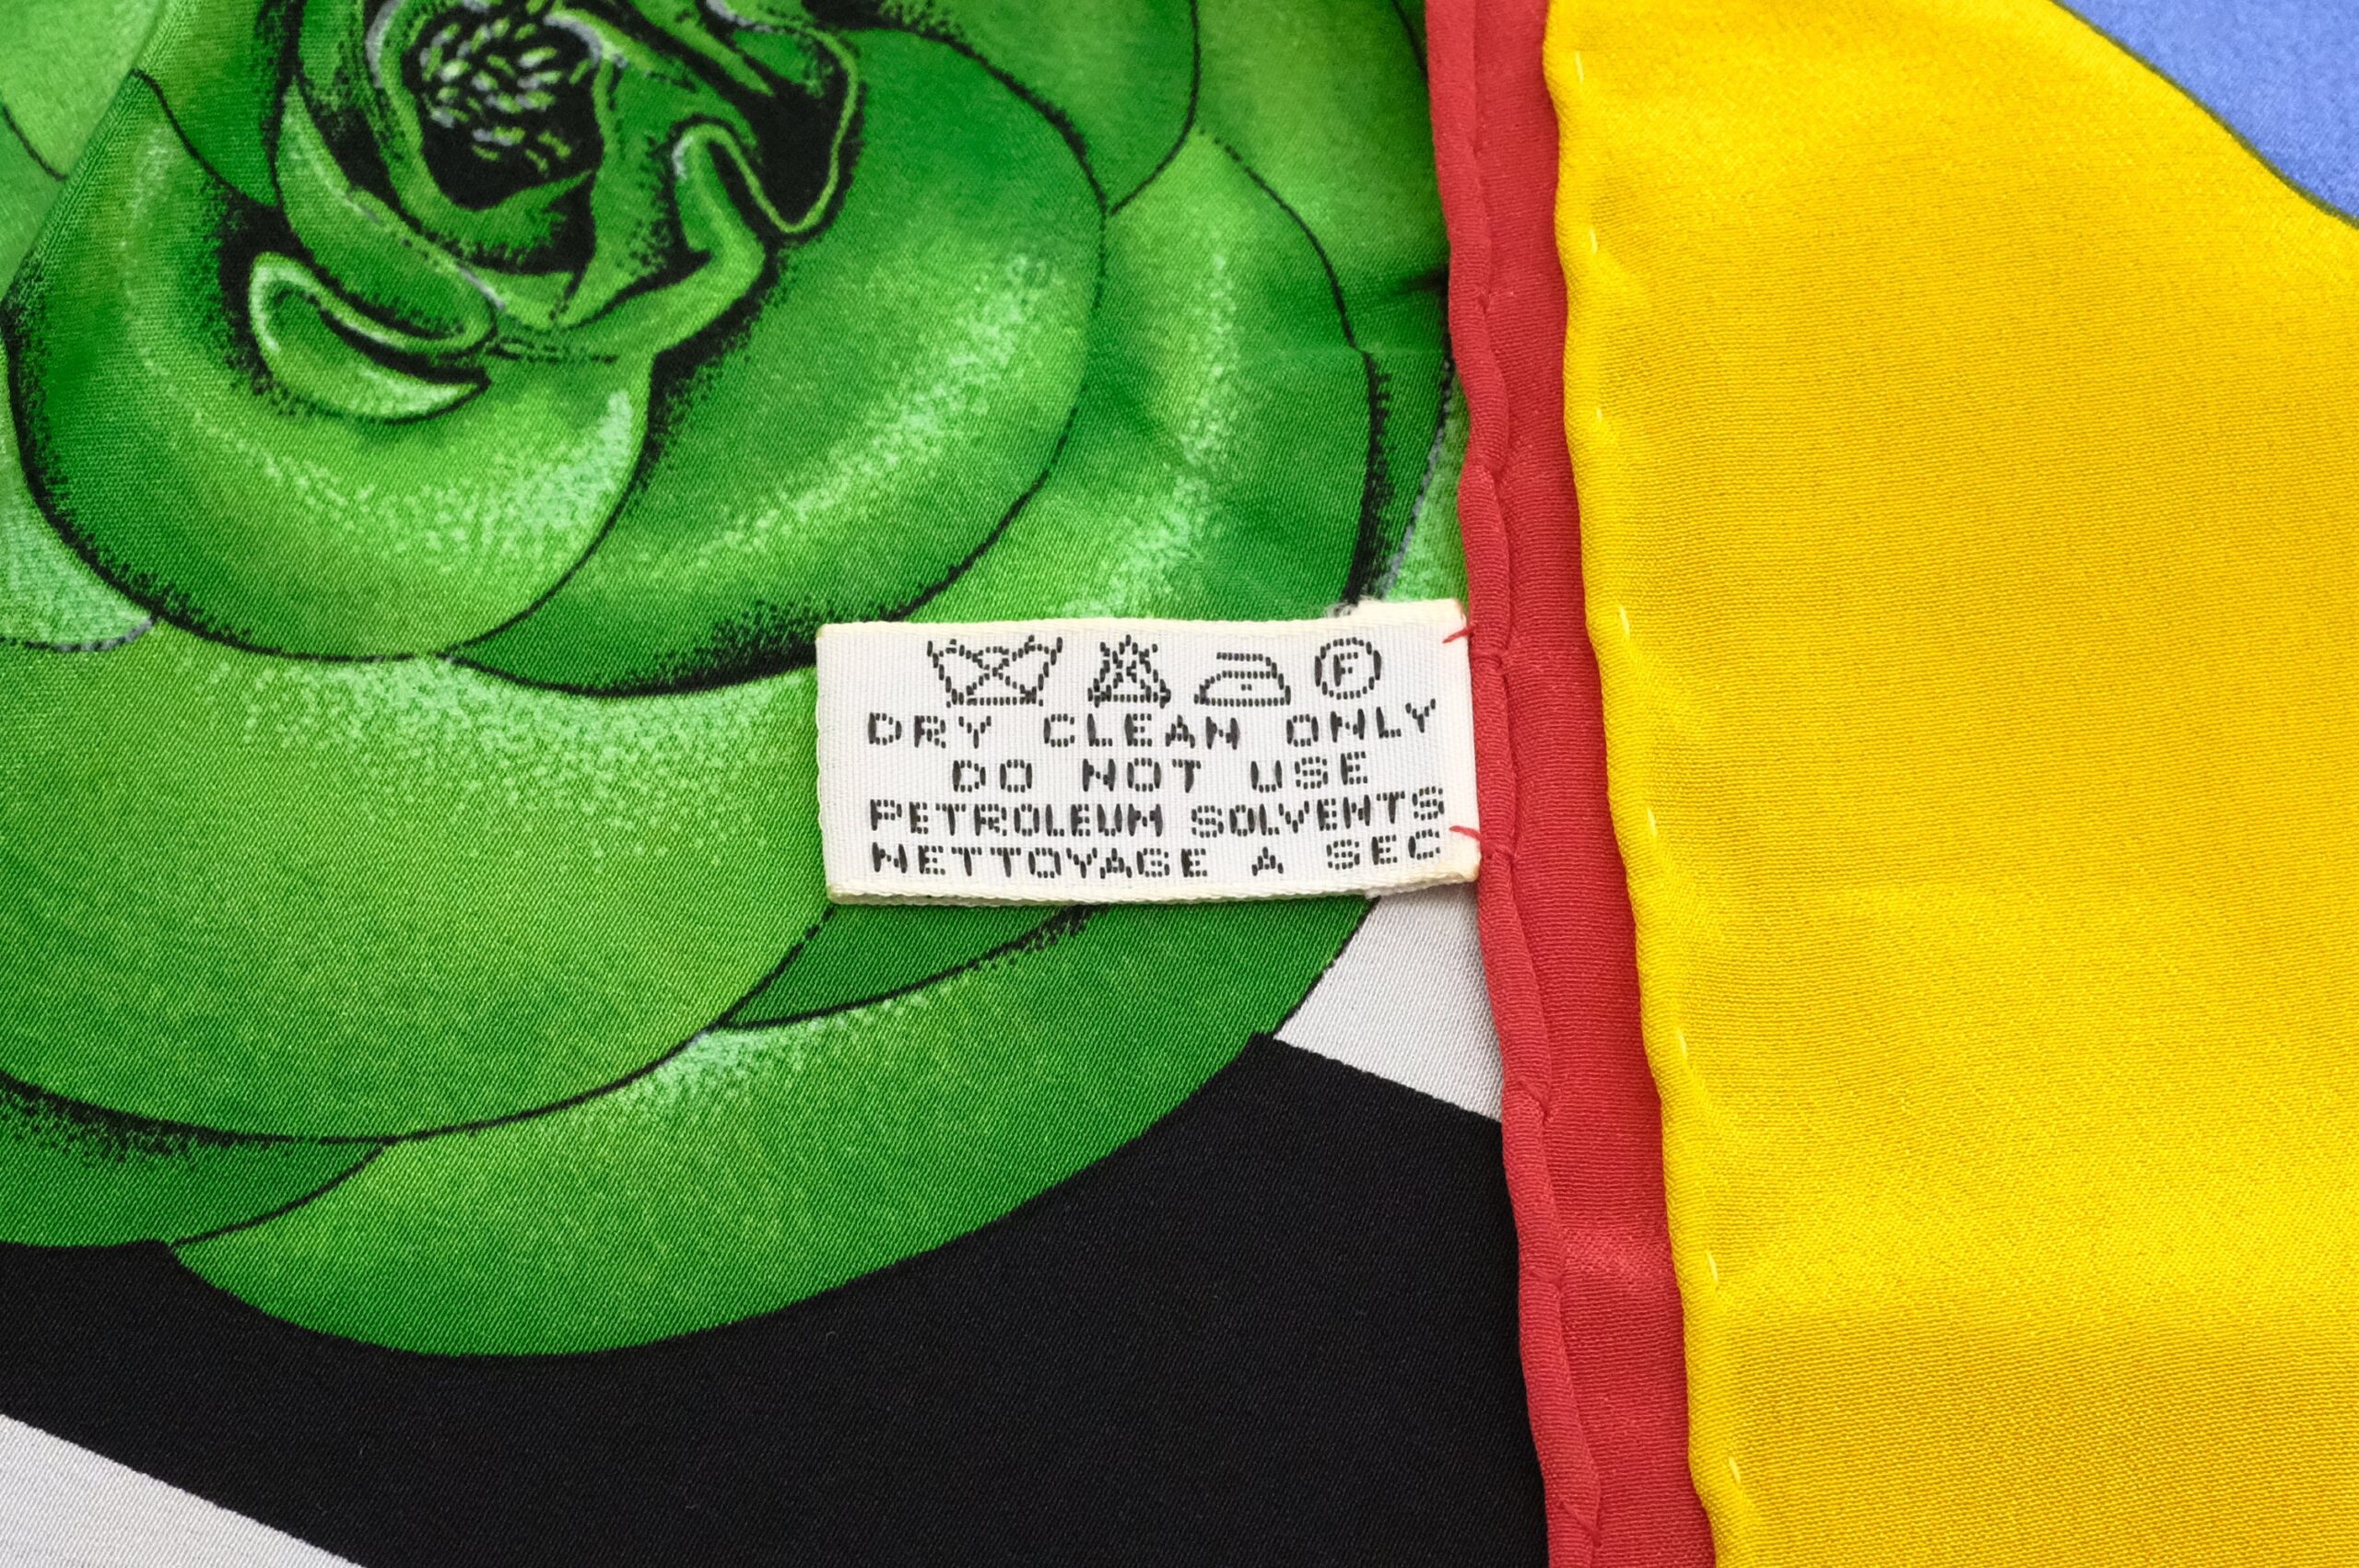 F
DRY CLEAN ONLY
DO NOT USE
PETROLEUM SOLVENTS
NETTOYAGE A SEC